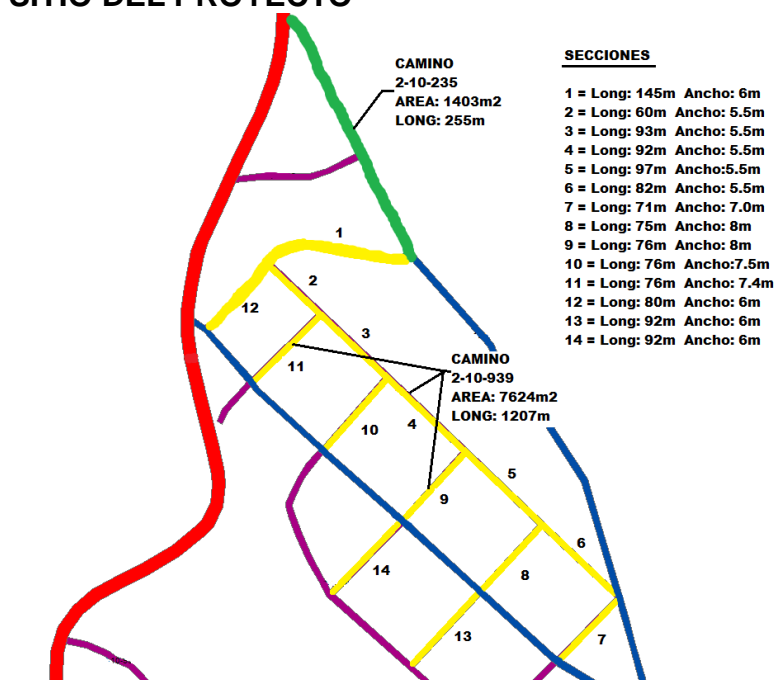 SITIO DEL PROYECTO
CAMINO
2-10-235
AREA: 1403m2
LONG: 255m
SECCIONES
1 = Long: 145m Ancho: 6m
2 = Long: 60m Ancho: 5.5m
3 = Long: 93m Ancho: 5.5m
4 = Long: 92m Ancho: 5.5m
5 = Long: 97m Ancho:5.5m
6 = Long: 82m Ancho: 5.5m
7 = Long: 71m Ancho: 7.0m
8 = Long: 75m Ancho: 8m
9 = Long: 76m Ancho: 8m
10 = Long: 76m Ancho:7.5m
11 = Long: 76m Ancho: 7.4m
12 = Long: 80m Ancho: 6m
13 = Long: 92m Ancho: 6m
14 = Long: 92m Ancho: 6m
1
2
12
3
11
CAMINO
2-10-939
AREA: 7624m2
LONG: 1207m
10
4
5
9
6
14
8
13
7